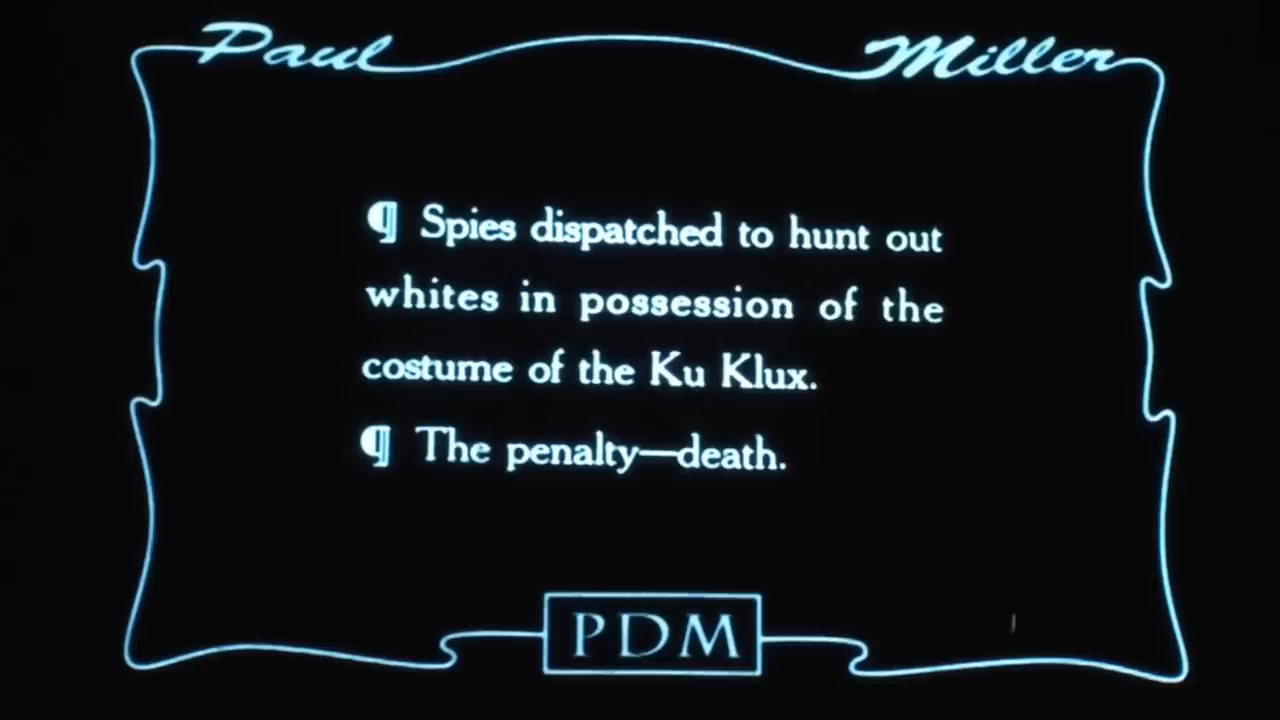 Paul Miller
¶ Spies dispatched to hunt out
whites in possession of the
costume of the Ku Klux.
¶ The penalty—death.
PDM